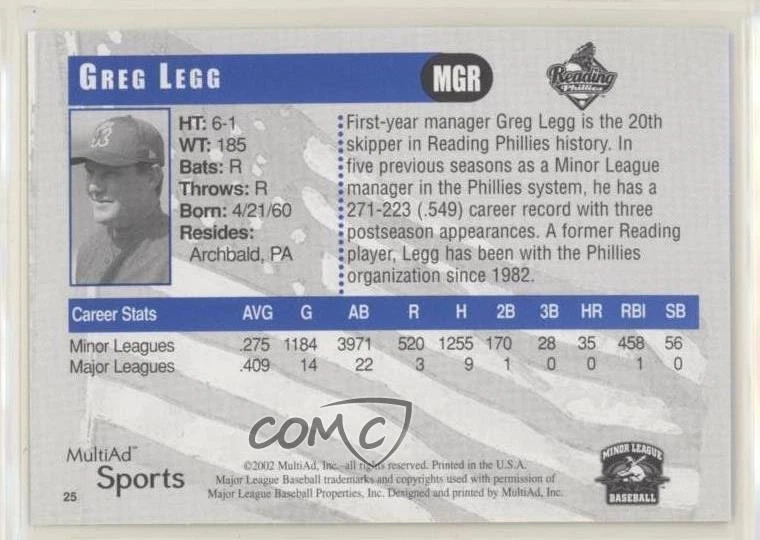 GREG LEGG MGR
Reading
Phillies
HT: 6-1
WT: 185
Bats: R
Throws: R
Born: 4/21/60
Resides:
Archbald, PA
First-year manager Greg Legg is the 20th
skipper in Reading Phillies history. In
five previous seasons as a Minor League
manager in the Phillies system, he has a
271-223 (.549) career record with three
postseason appearances. A former Reading
player, Legg has been with the Phillies
organization since 1982.
Career Stats AVG G AB R H 2B 3B HR RBI SB
Minor Leagues .275 1184 3971 520 1255 170 28 35 458 56
Major Leagues .409 14 22 3 9 1 0 0 1 0
COMC
MultiAd™
Sports
25
©2002 MultiAd, Inc. all rights reserved. Printed in the U.S.A.
Major League Baseball trademarks and copyrights used with permission of
Major League Baseball Properties, Inc. Designed and printed by MultiAd, Inc.
MINOR LEAGUE
BASEBALL